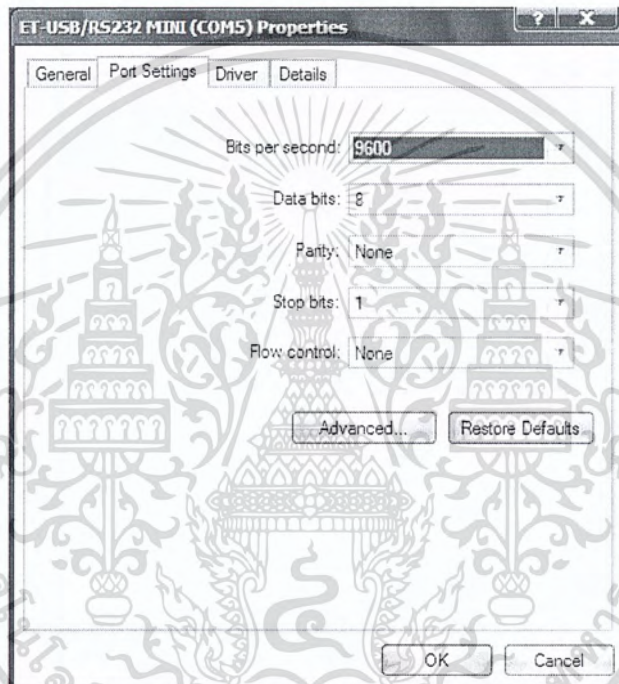 ET-USB/RS232 MINI (COM5) Properties
General Port Settings Driver Details
Bits per second: 9600
Data bits: 8
Parity: None
Stop bits: 1
Flow control: None
Advanced... Restore Defaults
OK Cancel